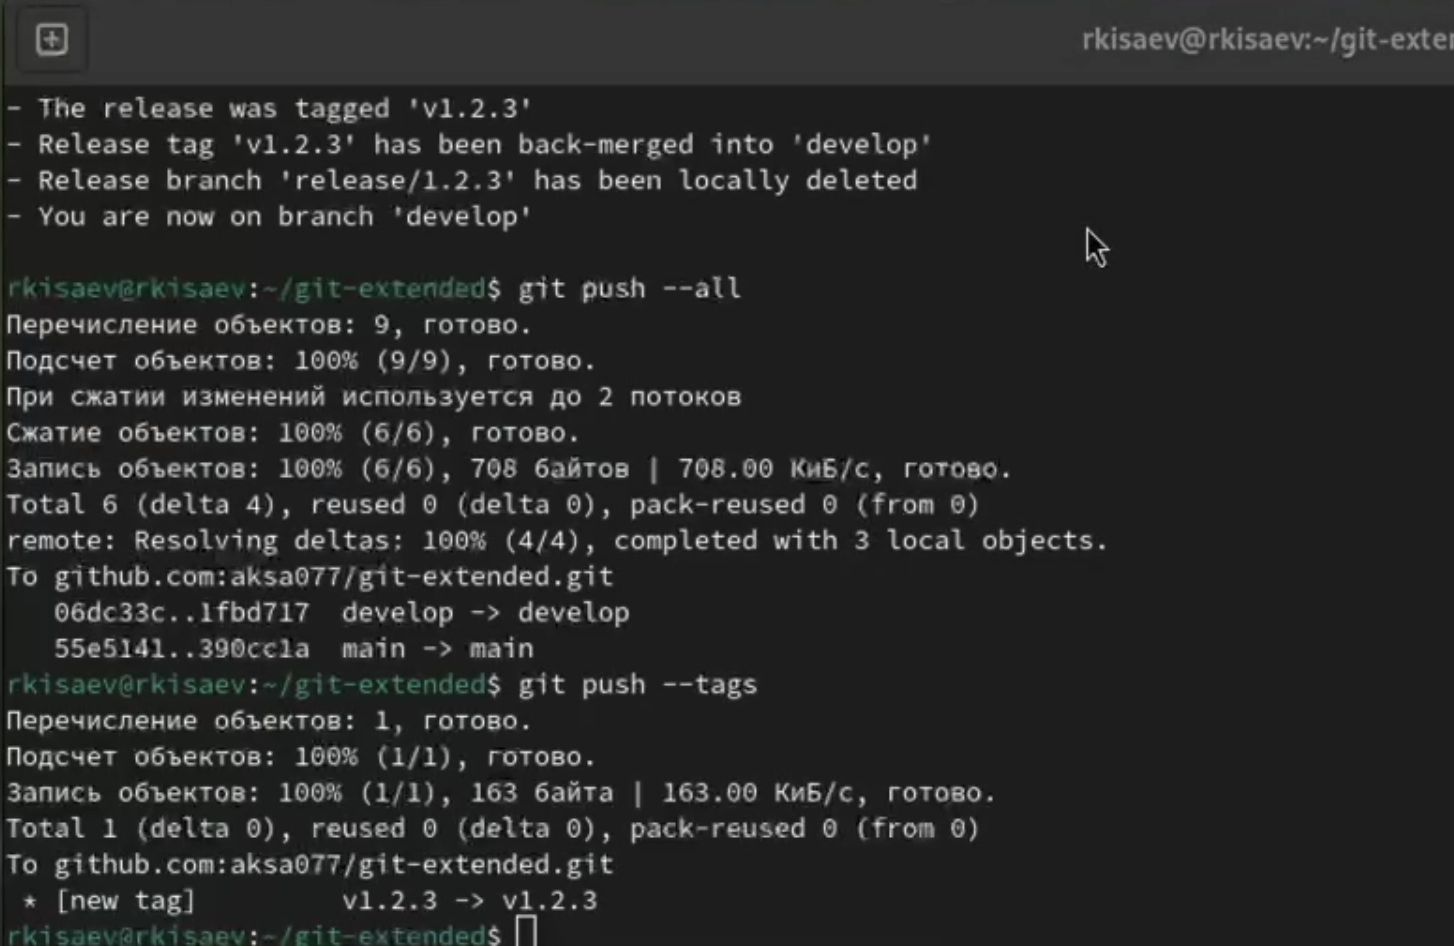 rkisaev@rkisaev:~/git-exter
- The release was tagged 'v1.2.3'
- Release tag 'v1.2.3' has been back-merged into 'develop'
- Release branch 'release/1.2.3' has been locally deleted
- You are now on branch 'develop'
rkisaev@rkisaev:~/git-extended$ git push --all
Перечисление объектов: 9, готово.
Подсчет объектов: 100% (9/9), готово.
При сжатии изменений используется до 2 потоков
Сжатие объектов: 100% (6/6), готово.
Запись объектов: 100% (6/6), 708 байтов | 708.00 КиБ/с, готово.
Total 6 (delta 4), reused 0 (delta 0), pack-reused 0 (from 0)
remote: Resolving deltas: 100% (4/4), completed with 3 local objects.
To github.com:aksa077/git-extended.git
   06dc33c..1fbd717  develop -> develop
   55e5141..390cc1a  main -> main
rkisaev@rkisaev:~/git-extended$ git push --tags
Перечисление объектов: 1, готово.
Подсчет объектов: 100% (1/1), готово.
Запись объектов: 100% (1/1), 163 байта | 163.00 КиБ/с, готово.
Total 1 (delta 0), reused 0 (delta 0), pack-reused 0 (from 0)
To github.com:aksa077/git-extended.git
 * [new tag]         v1.2.3 -> v1.2.3
rkisaev@rkisaev:~/git-extended$